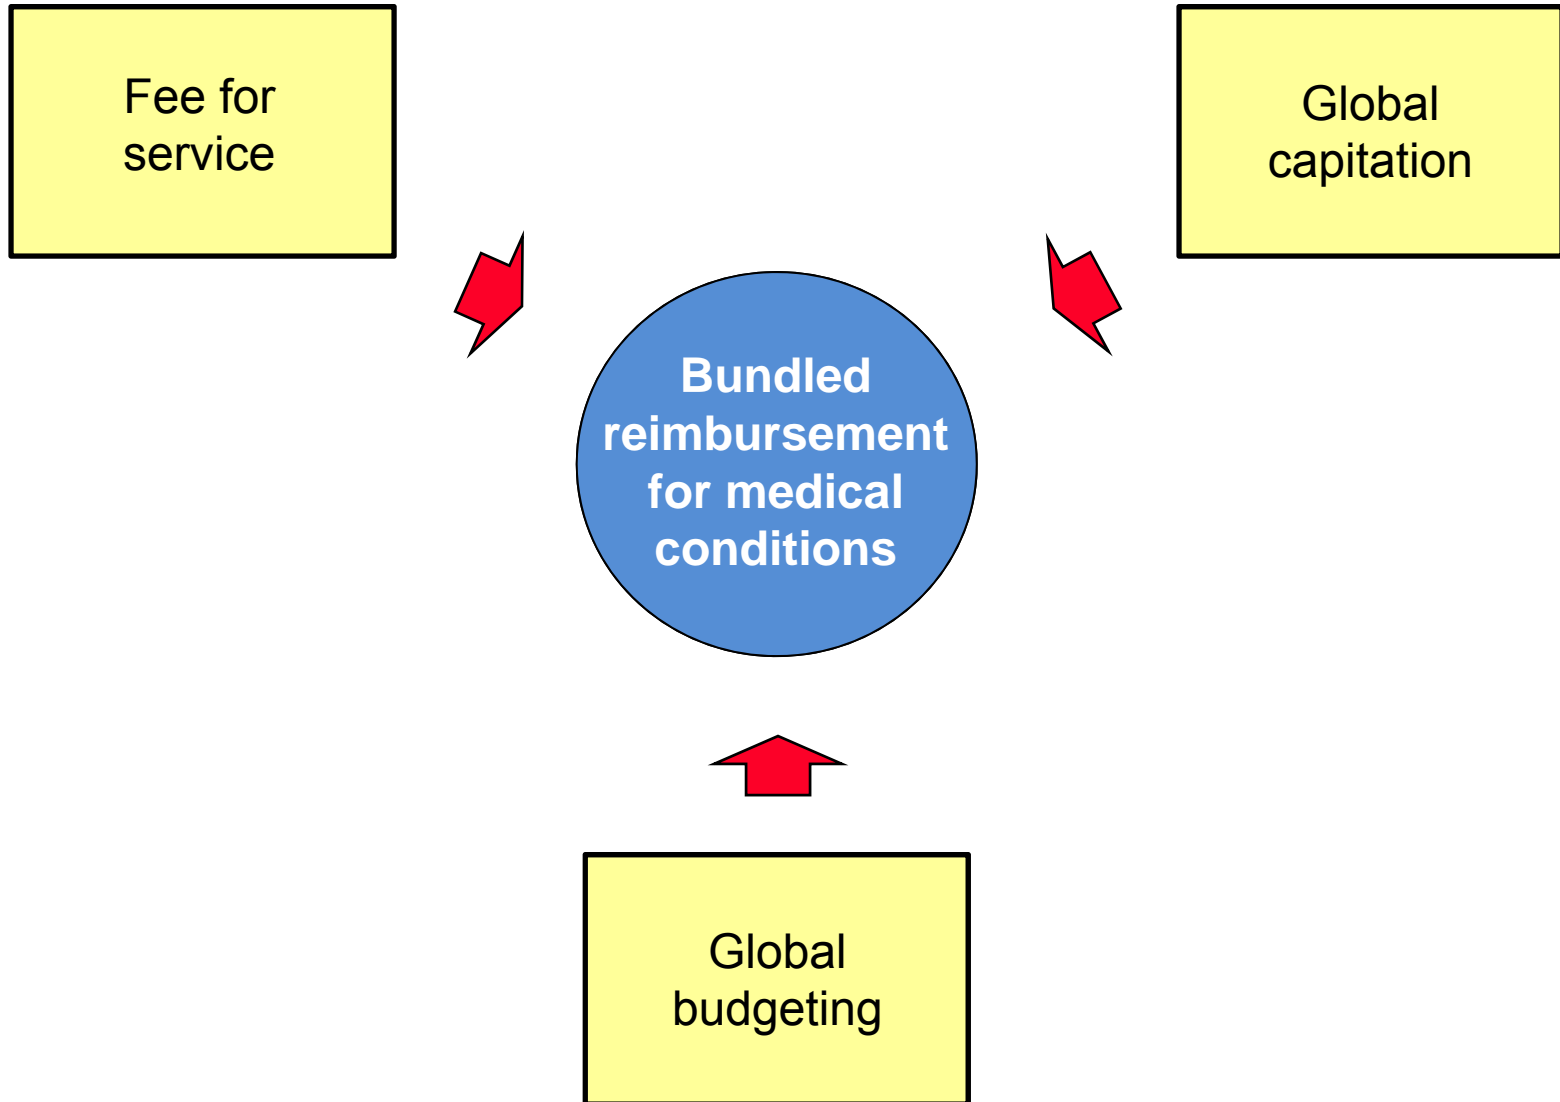 Fee for
service
Global
capitation
Bundled
reimbursement
for medical
conditions
Global
budgeting